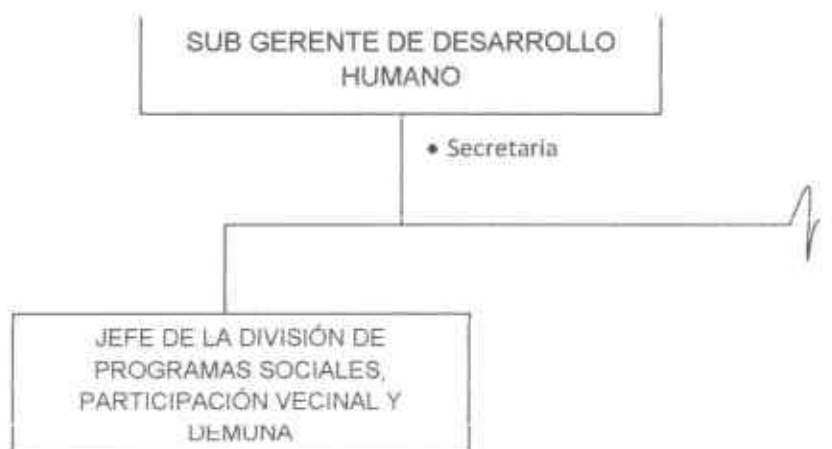 SUB GERENTE DE DESARROLLO
HUMANO
• Secretaria
JEFE DE LA DIVISIÓN DE
PROGRAMAS SOCIALES,
PARTICIPACIÓN VECINAL Y
DEMUNA